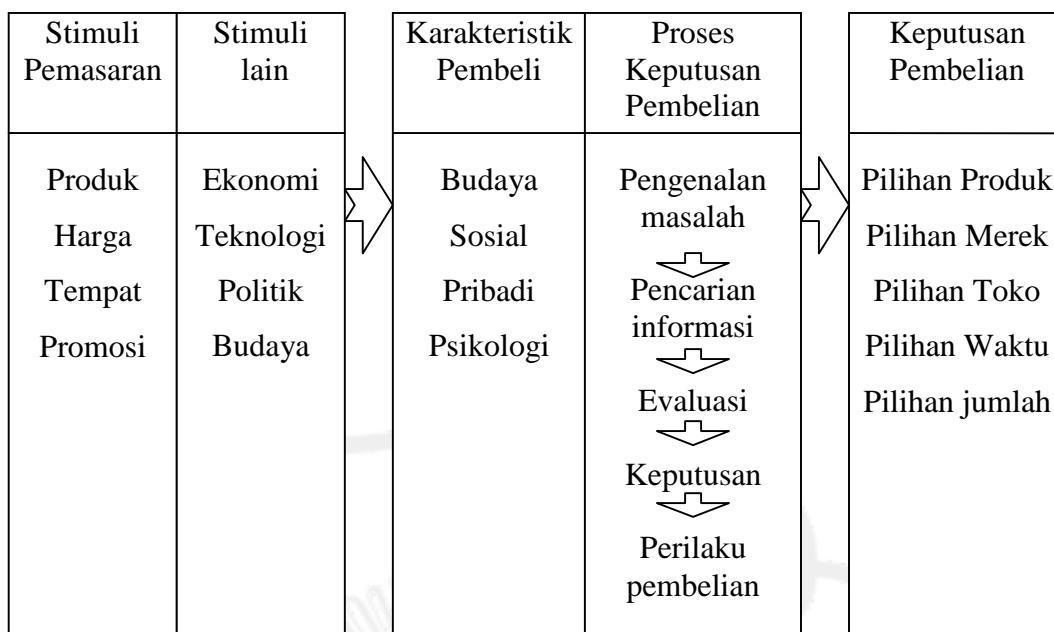 Stimuli
Pemasaran
Stimuli
lain
Karakteristik
Pembeli
Proses
Keputusan
Pembelian
Keputusan
Pembelian
Produk
Harga
Tempat
Promosi
Ekonomi
Teknologi
Politik
Budaya
Budaya
Sosial
Pribadi
Psikologi
Pengenalan
masalah
Pencarian
informasi
Evaluasi
Keputusan
Perilaku
pembelian
Pilihan Produk
Pilihan Merek
Pilihan Toko
Pilihan Waktu
Pilihan jumlah